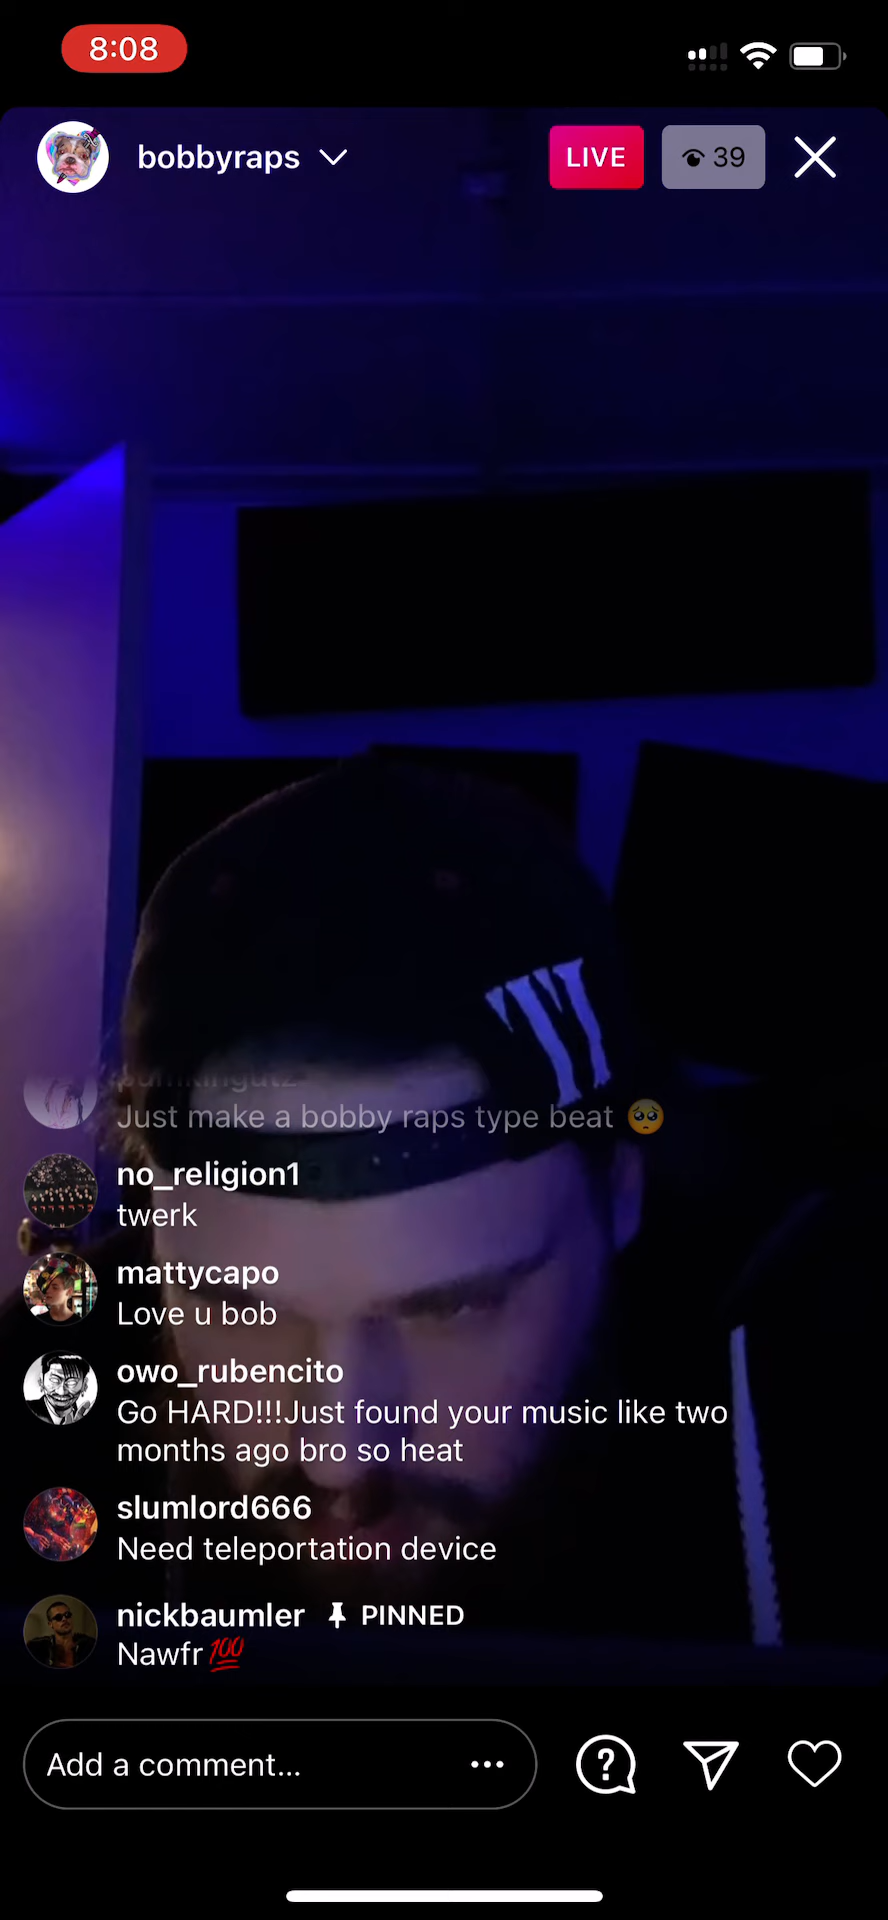 8:08
bobbyraps
LIVE
39
Just make a bobby raps type beat 🥺
no_religion1
twerk
mattycapo
Love u bob
owo_rubencito
Go HARD!!!Just found your music like two
months ago bro so heat
slumlord666
Need teleportation device
nickbaumler PINNED
Nawfr💯
Add a comment...